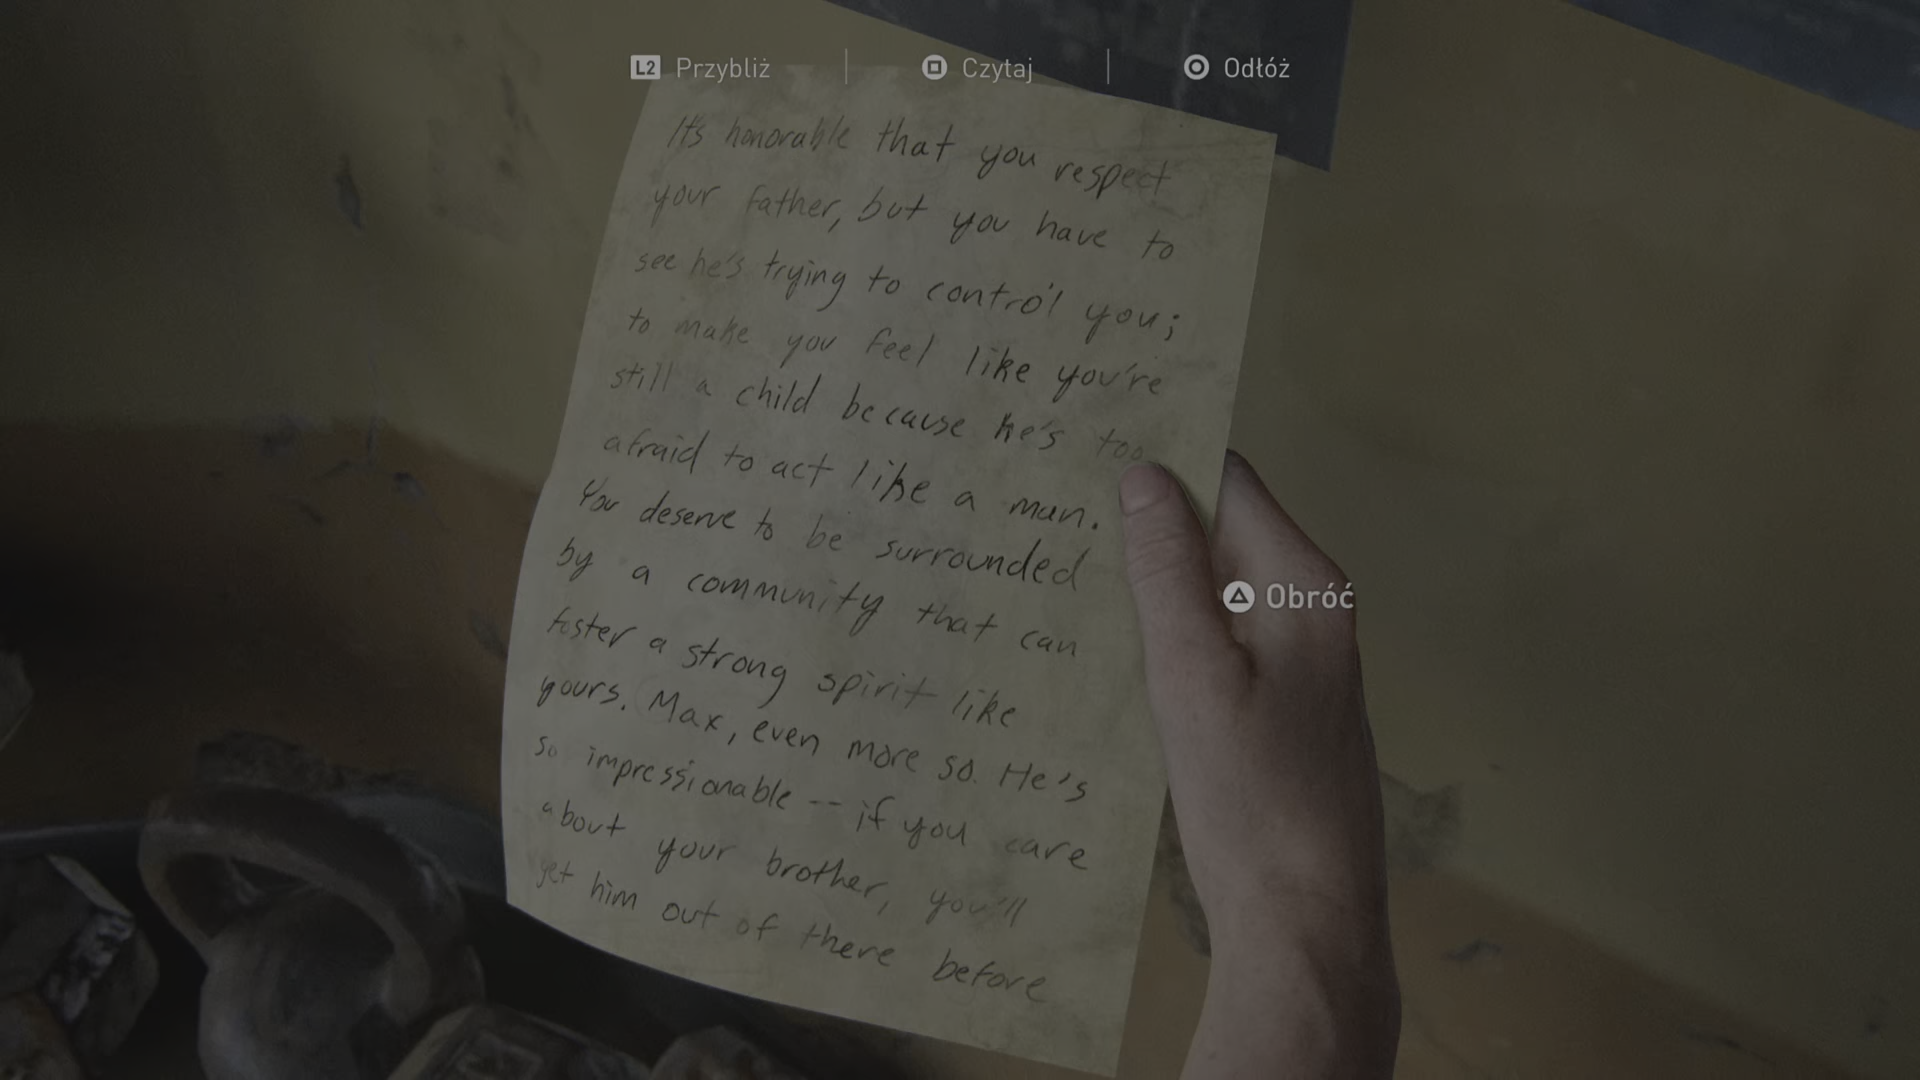 L2 Przybliż
Czytaj
Odłóż
It's honorable that you respect
your father, but you have to
see he's trying to control you;
to make you feel like you're
still a child because he's too
afraid to act like a man.
You deserve to be surrounded
by a community that can
foster a strong spirit like
yours. Max, even more so. He's
so impressionable -- if you care
about your brother, you'll
get him out of there before
Obróć